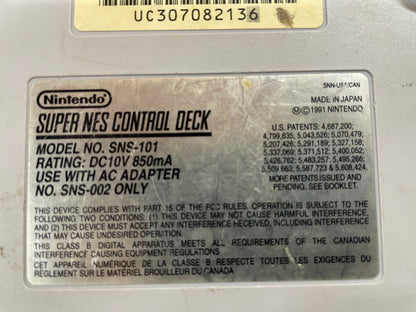 UC307082136
SNN-USA/CAN
Nintendo
SUPER NES CONTROL DECK
MODEL NO. SNS-101
RATING: DC10V 850mA
USE WITH AC ADAPTER
NO. SNS-002 ONLY
MADE IN JAPAN
Ⓜ©1991 NINTENDO
U.S. PATENTS: 4,687,200;
4,799,635; 5,043,526; 5,070,479;
5,207,426; 5,291,189; 5,327,158;
5,337,069; 5,371,512; 5,400,052;
5,426,762; 5,483,257; 5,495,266;
5,509,663; 5,587,723 & 5,608,424.
MORE PATENTS ISSUED AND
PENDING. SEE BOOKLET.
THIS DEVICE COMPLIES WITH PART 15 OF THE FCC RULES. OPERATION IS SUBJECT TO THE
FOLLOWING TWO CONDITIONS: (1) THIS DEVICE MAY NOT CAUSE HARMFUL INTERFERENCE,
AND (2) THIS DEVICE MUST ACCEPT ANY INTERFERENCE RECEIVED, INCLUDING INTERFERENCE
THAT MAY CAUSE UNDESIRED OPERATION.
THIS CLASS B DIGITAL APPARATUS MEETS ALL REQUIREMENTS OF THE CANADIAN
INTERFERENCE CAUSING EQUIPMENT REGULATIONS
CET APPAREIL NUMÉRIQUE DE LA CLASSE B RESPECTE TOUTES LES EXIGENCES DU
RÈGLEMENT SUR LE MATÉRIEL BROUILLEUR DU CANADA